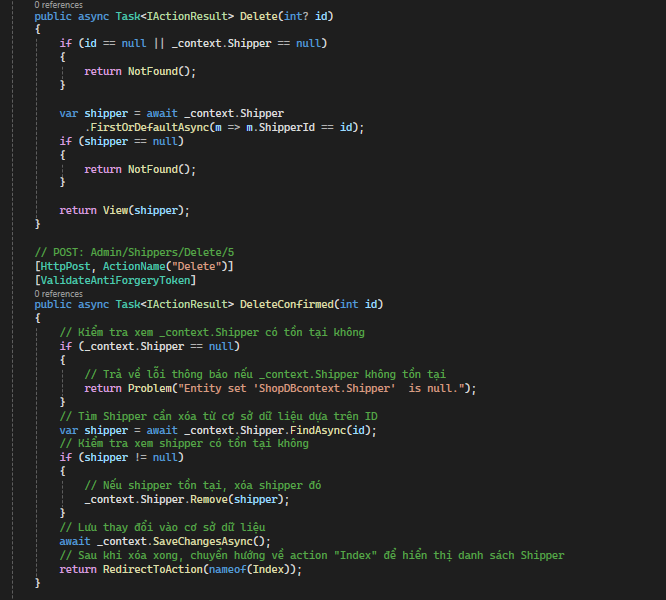 0 references
public async Task<IActionResult> Delete(int? id)
{
if (id == null || _context.Shipper == null)
{
return NotFound();
}
var shipper = await _context.Shipper
.FirstOrDefaultAsync(m => m.ShipperId == id);
if (shipper == null)
{
return NotFound();
}
return View(shipper);
}
// POST: Admin/Shippers/Delete/5
[HttpPost, ActionName("Delete")]
[ValidateAntiForgeryToken]
0 references
public async Task<IActionResult> DeleteConfirmed(int id)
{
// Kiểm tra xem _context.Shipper có tồn tại không
if (_context.Shipper == null)
{
// Trả về lỗi thông báo nếu _context.Shipper không tồn tại
return Problem("Entity set 'ShopDBcontext.Shipper'  is null.");
}
// Tìm Shipper cần xóa từ cơ sở dữ liệu dựa trên ID
var shipper = await _context.Shipper.FindAsync(id);
// Kiểm tra xem shipper có tồn tại không
if (shipper != null)
{
// Nếu shipper tồn tại, xóa shipper đó
_context.Shipper.Remove(shipper);
}
// Lưu thay đổi vào cơ sở dữ liệu
await _context.SaveChangesAsync();
// Sau khi xóa xong, chuyển hướng về action "Index" để hiển thị danh sách Shipper
return RedirectToAction(nameof(Index));
}